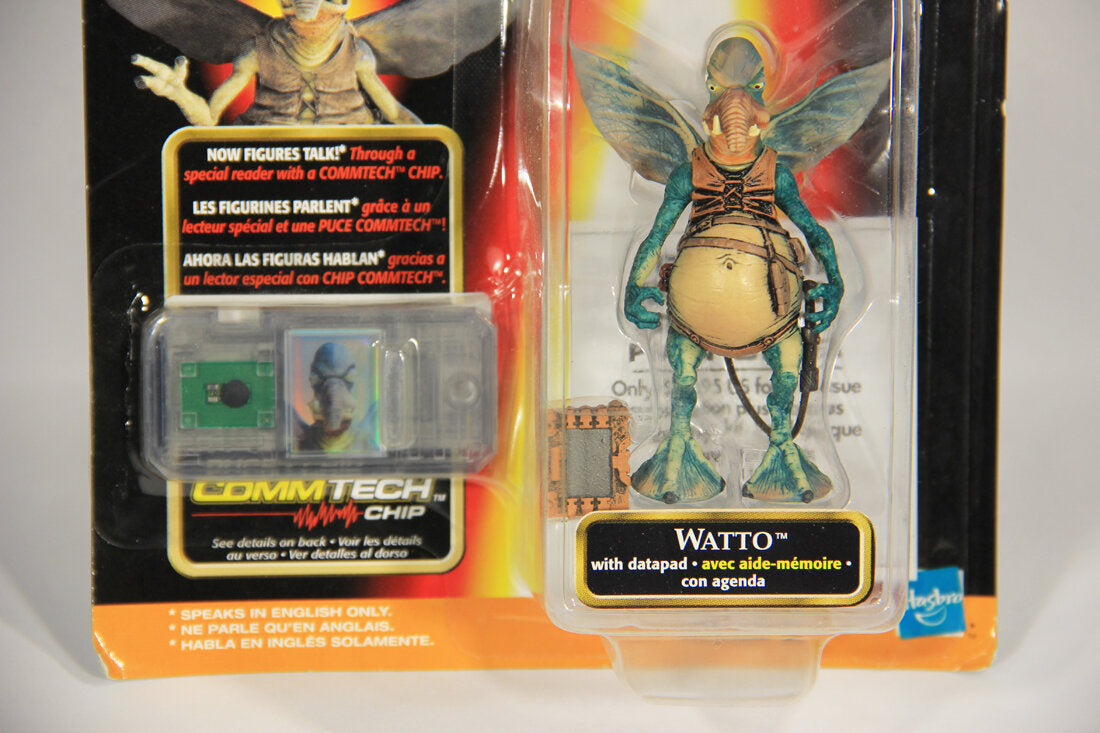 NOW FIGURES TALK!* Through a
special reader with a COMMTECH™ CHIP.
LES FIGURINES PARLENT* grâce à un
lecteur spécial et une PUCE COMMTECH™!
AHORA LAS FIGURAS HABLAN* gracias a
un lector especial con CHIP COMMTECH™.
COMMTECH™
CHIP
See details on back • Voir les détails
au verso • Ver detalles al dorso
* SPEAKS IN ENGLISH ONLY.
* NE PARLE QU'EN ANGLAIS.
* HABLA EN INGLÉS SOLAMENTE.
Only
WATTO™
with datapad • avec aide-mémoire •
con agenda
Hasbro